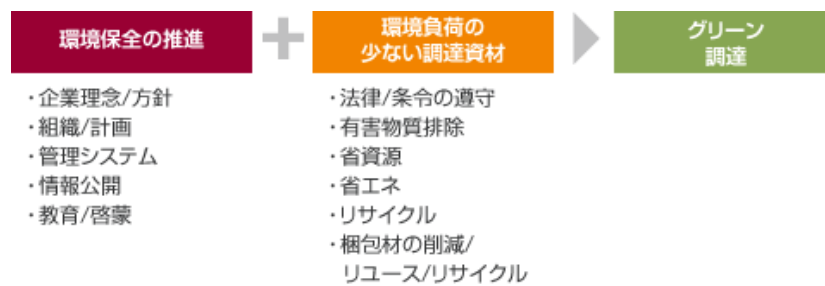 環境保全の推進
環境負荷の
少ない調達資材
グリーン
調達
・企業理念/方針
・組織/計画
・管理システム
・情報公開
・教育/啓蒙
・法律/条令の遵守
・有害物質排除
・省資源
・省エネ
・リサイクル
・梱包材の削減/
リユース/リサイクル